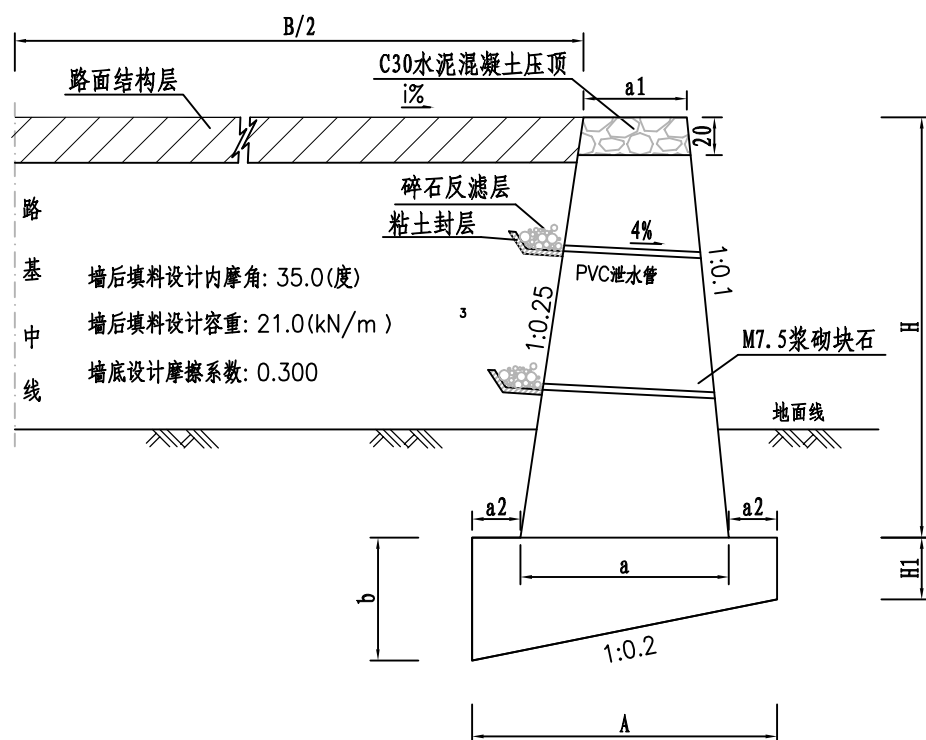 B/2
C30水泥混凝土压顶
路面结构层
i%
a1
20
碎石反滤层
粘土封层
4%
PVC泄水管
1:0.1
1:0.25
路基中线
墙后填料设计内摩角: 35.0(度)
墙后填料设计容重: 21.0(kN/m3)
墙底设计摩擦系数: 0.300
M7.5浆砌块石
H
地面线
a2
a2
a
b
H1
1:0.2
A